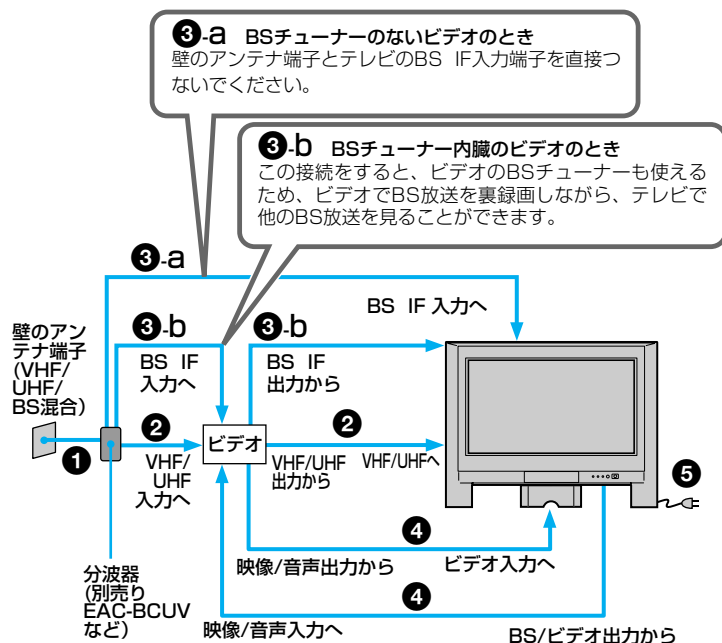 ❸-a BSチューナーのないビデオのとき
壁のアンテナ端子とテレビのBS IF入力端子を直接つ
ないでください。
❸-b BSチューナー内臓のビデオのとき
この接続をすると、ビデオのBSチューナーも使える
ため、ビデオでBS放送を裏録画しながら、テレビで
他のBS放送を見ることができます。
❸-a
BS IF 入力へ
壁のアン
テナ端子
(VHF/
UHF/
BS混合)
❸-b
BS IF
入力へ
❸-b
BS IF
出力から
❶
❷
VHF/
UHF
入力へ
ビデオ
❷
VHF/UHF
出力から
VHF/UHFへ
❺
❹
映像/音声出力から
ビデオ入力へ
❹
分波器
(別売り
EAC-BCUV
など)
映像/音声入力へ
BS/ビデオ出力から